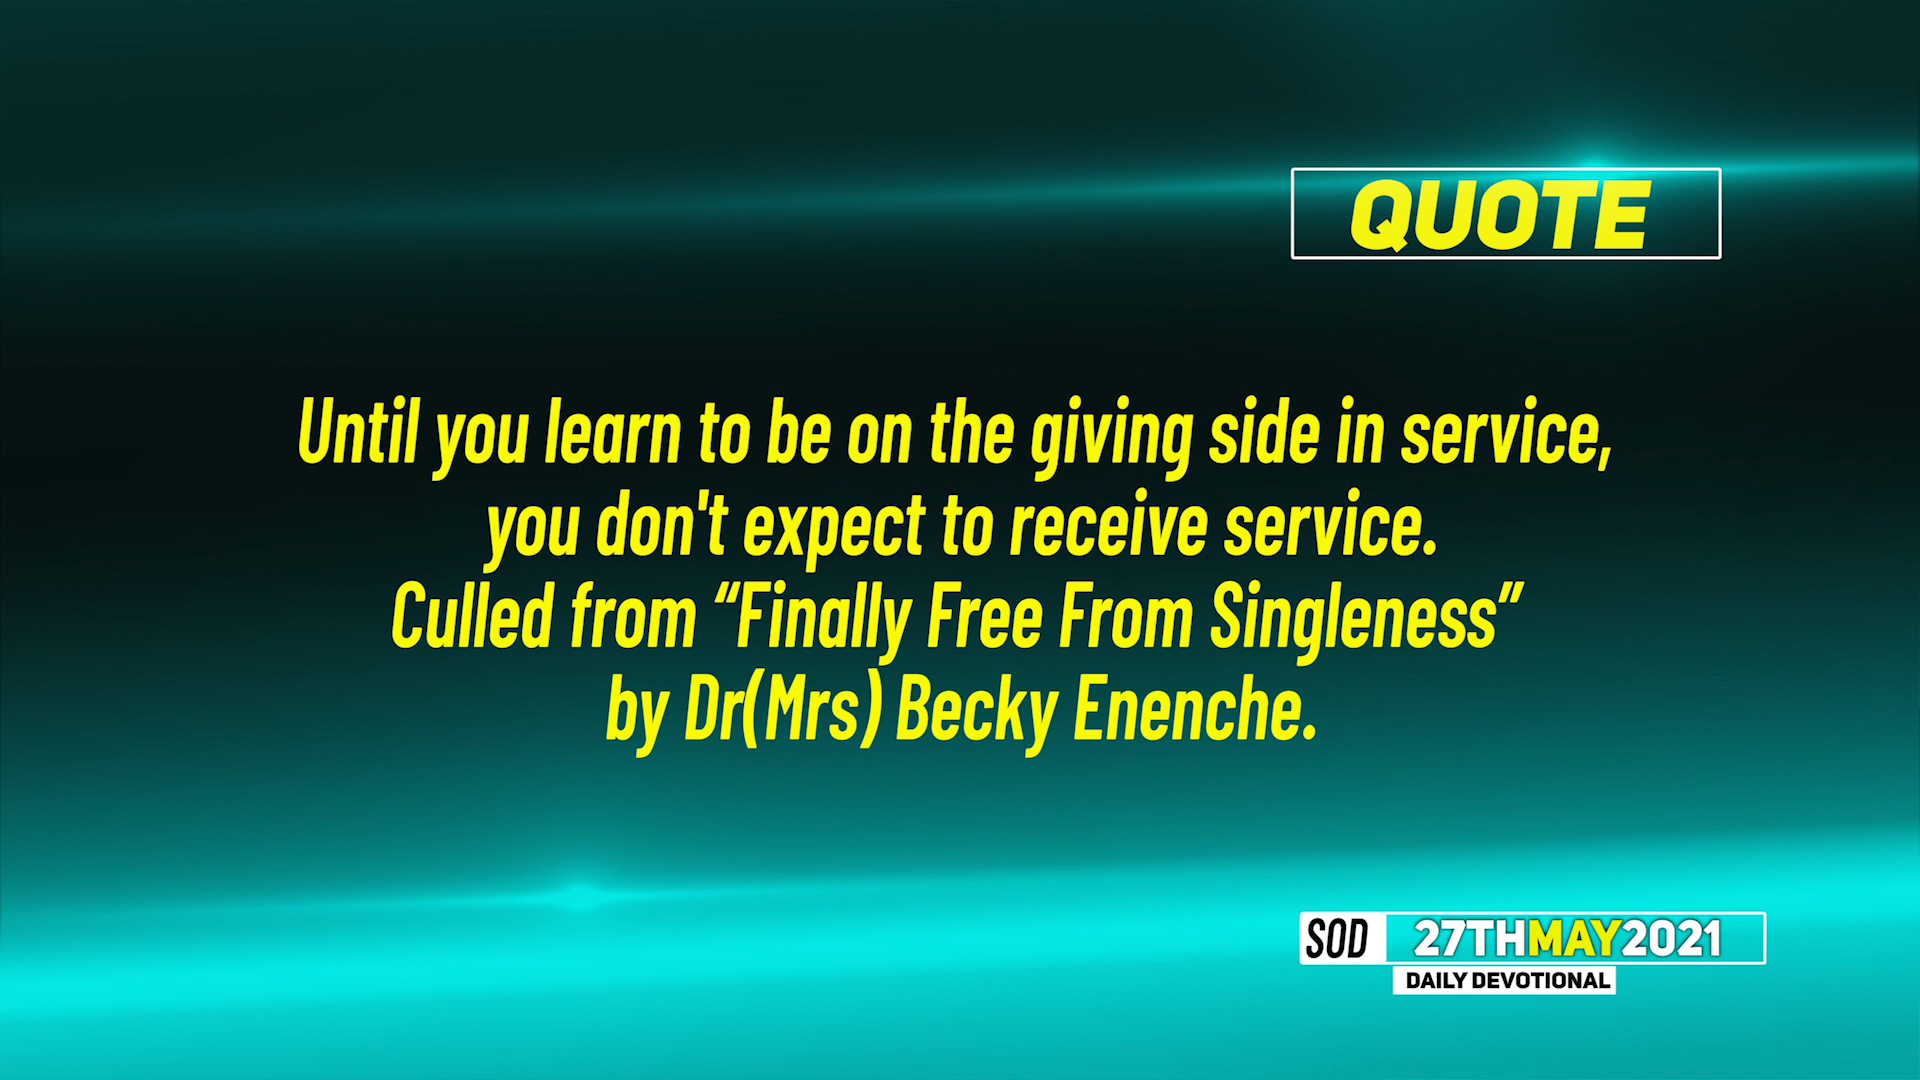 QUOTE
Until you learn to be on the giving side in service,
you don't expect to receive service.
Culled from “Finally Free From Singleness”
by Dr(Mrs) Becky Enenche.
SOD 27THMAY2021
DAILY DEVOTIONAL